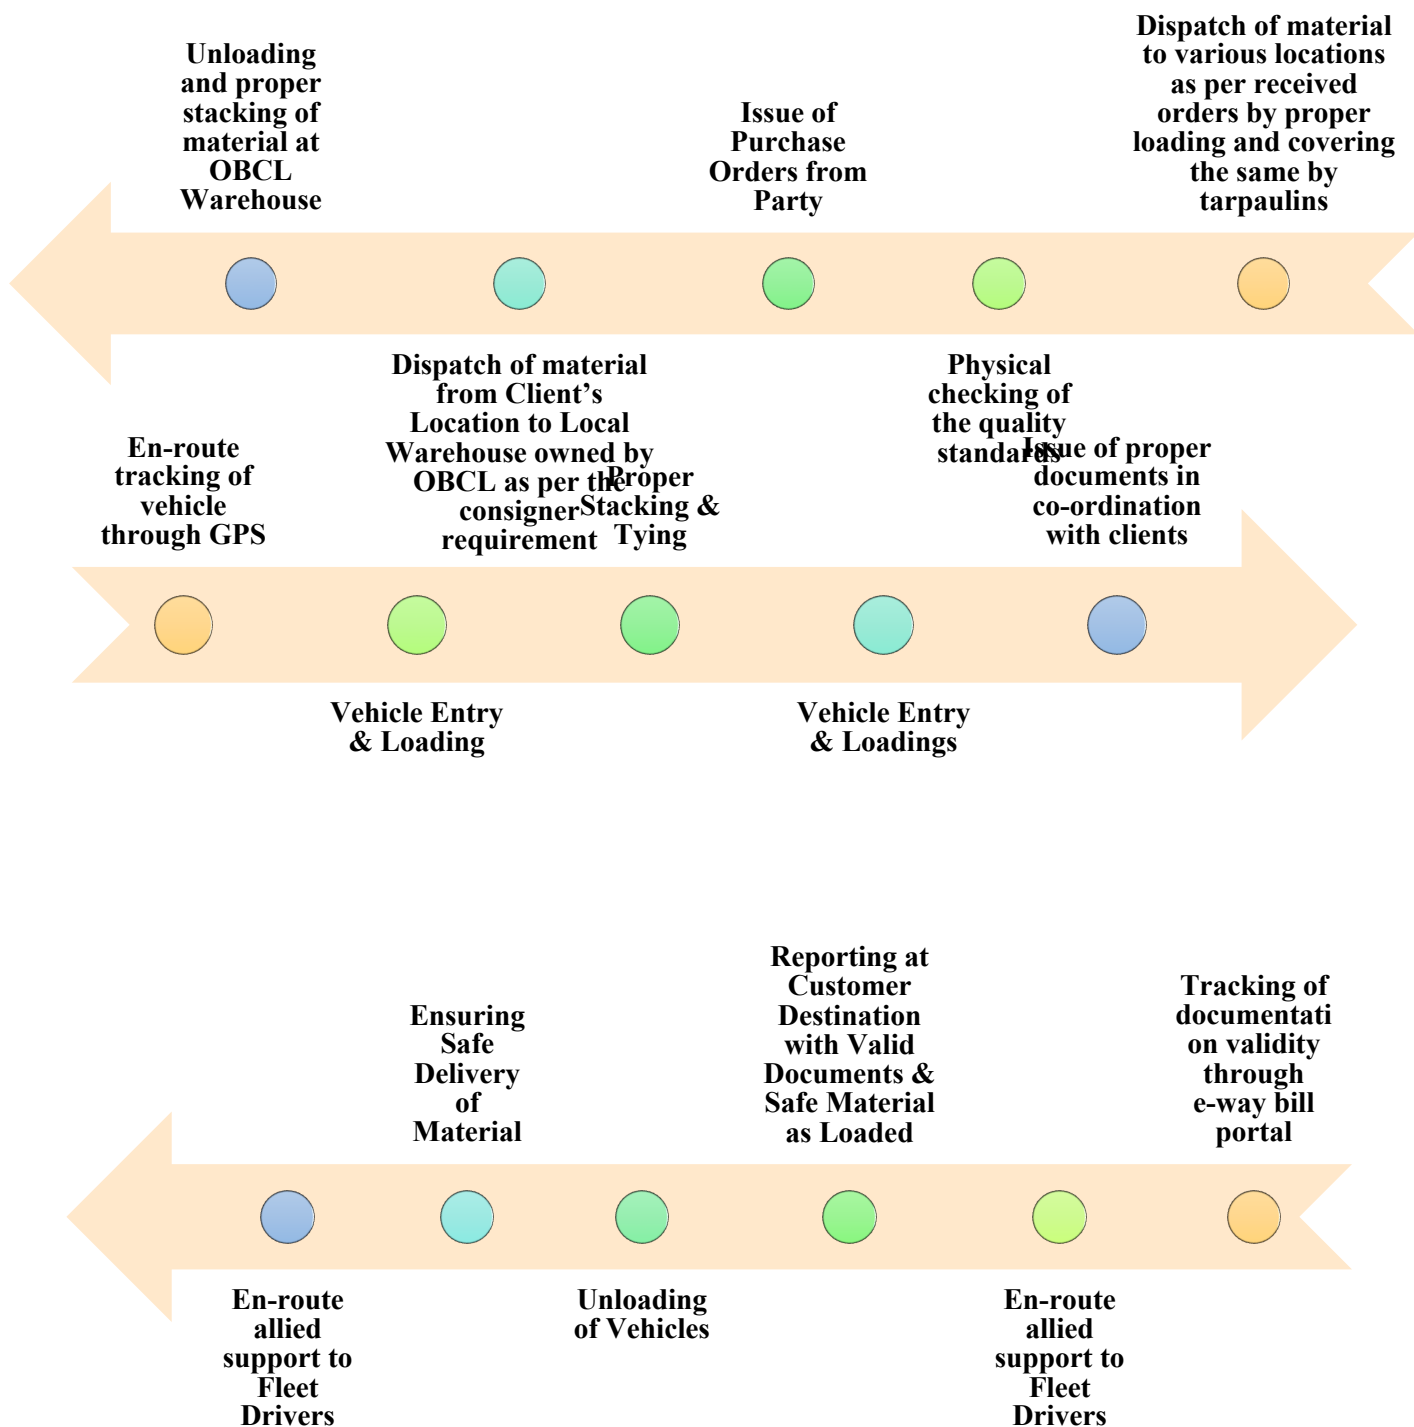 Unloading
and proper
stacking of
material at
OBCL
Warehouse
Issue of
Purchase
Orders from
Party
Dispatch of material
to various locations
as per received
orders by proper
loading and covering
the same by
tarpaulins
Dispatch of material
from Client’s
Location to Local
Warehouse owned by
OBCL as per the
consigner
requirement
Physical
checking of
the quality
standards
En-route
tracking of
vehicle
through GPS
Proper
Stacking &
Tying
Issue of proper
documents in
co-ordination
with clients
Vehicle Entry
& Loading
Vehicle Entry
& Loadings
Ensuring
Safe
Delivery
of
Material
Reporting at
Customer
Destination
with Valid
Documents &
Safe Material
as Loaded
Tracking of
documentati
on validity
through
e-way bill
portal
En-route
allied
support to
Fleet
Drivers
Unloading
of Vehicles
En-route
allied
support to
Fleet
Drivers